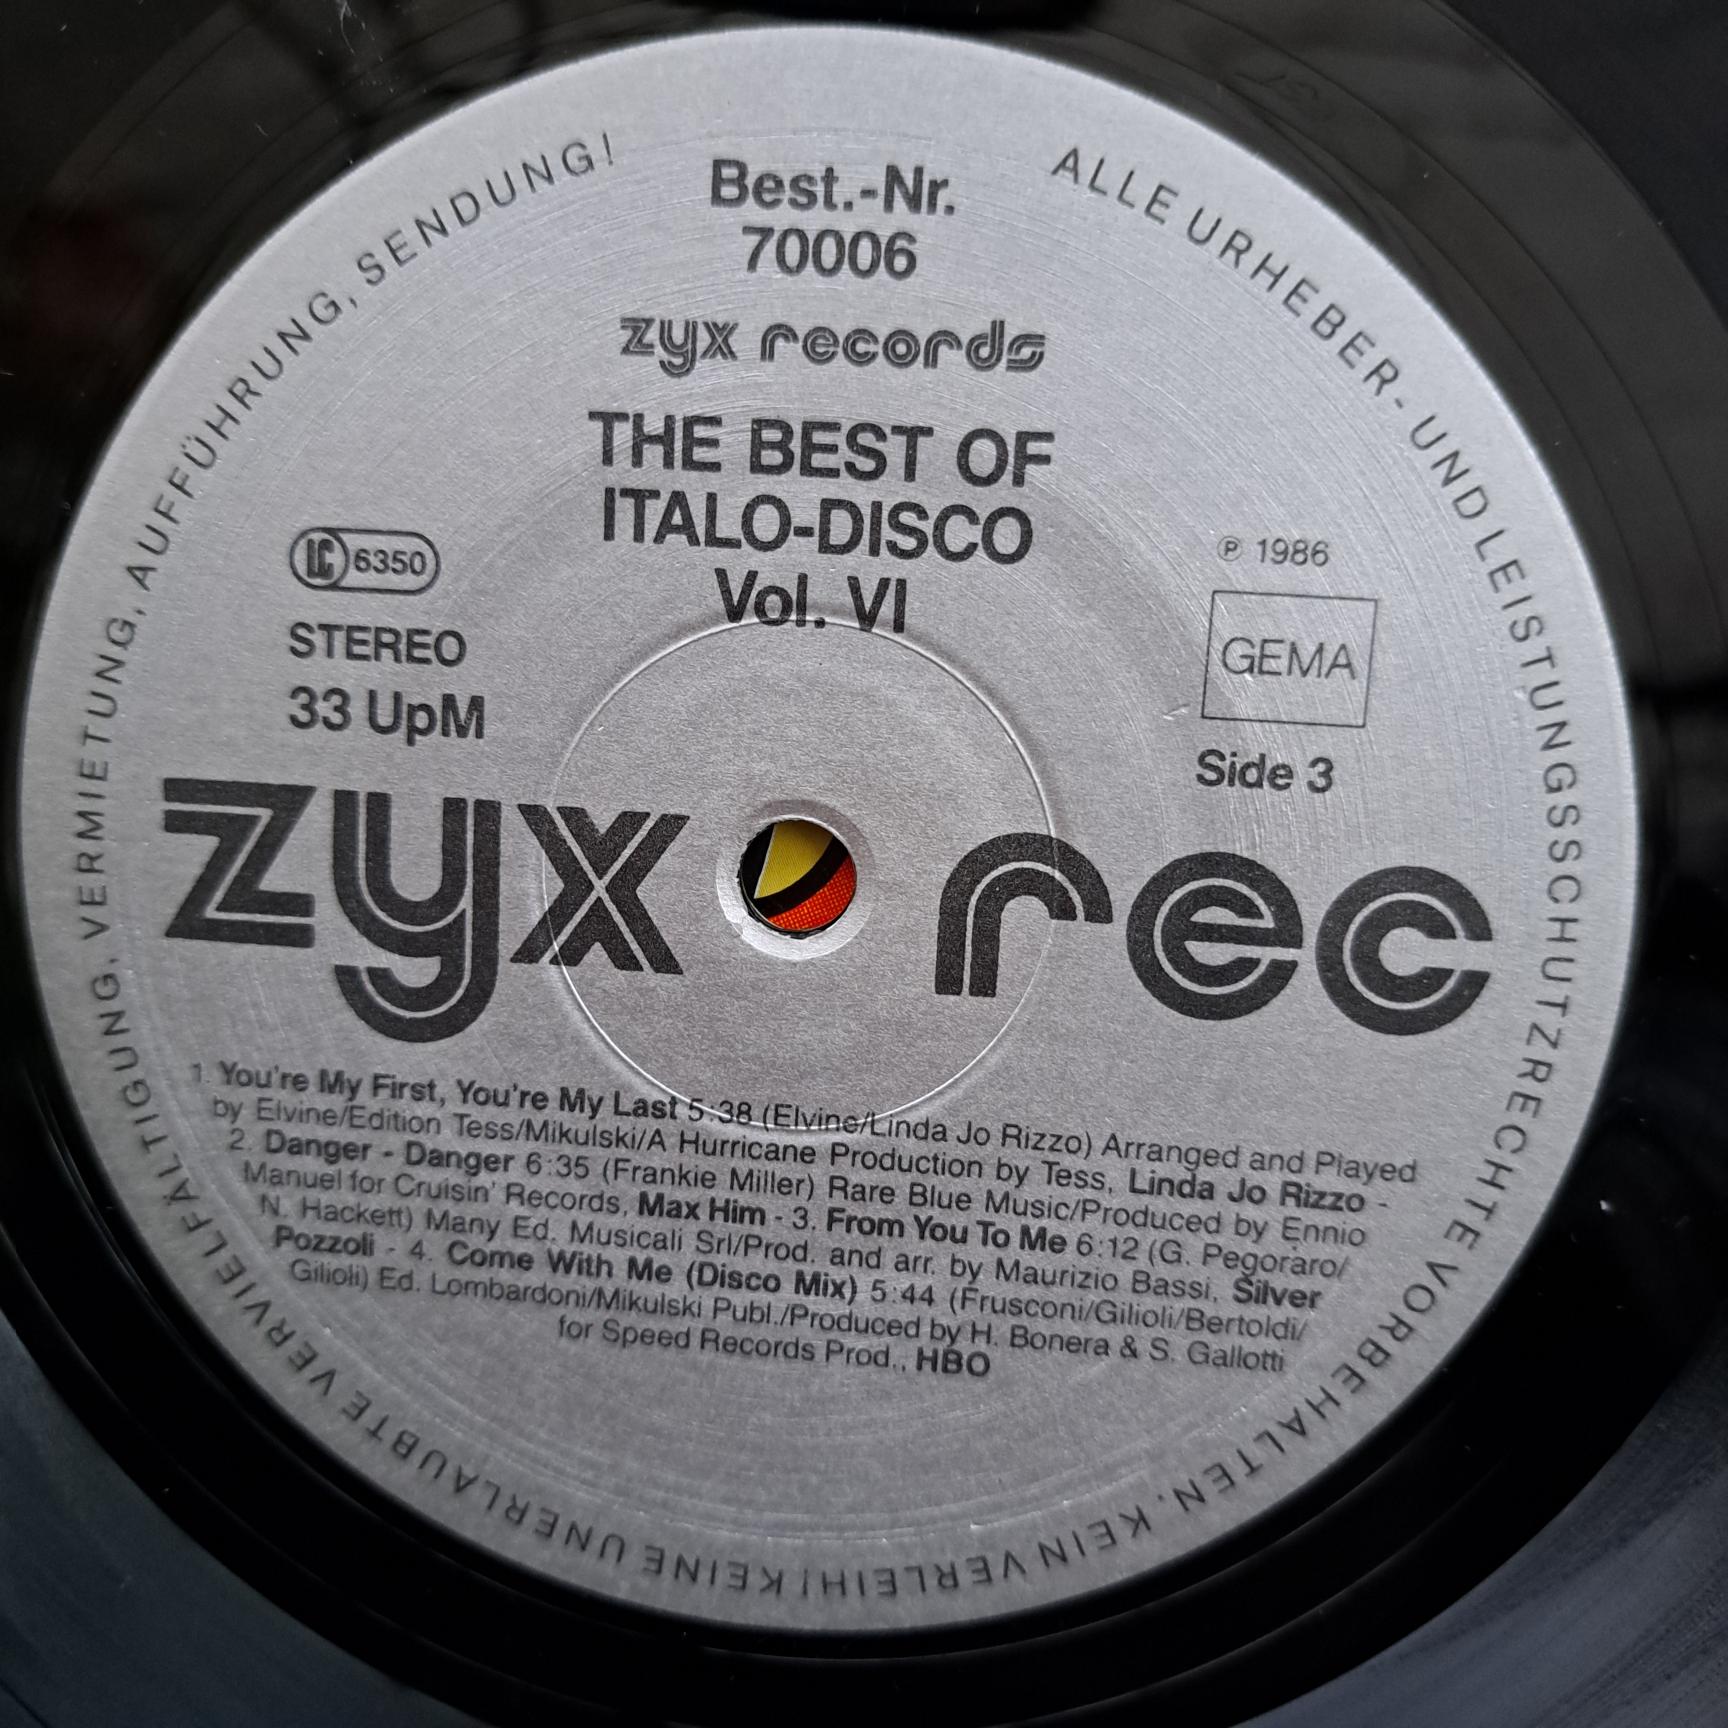 Best.-Nr.
70006
zyx records
THE BEST OF
ITALO-DISCO
Vol. VI
LC 6350
STEREO
33 UpM
℗ 1986
GEMA
Side 3
zyx rec
1. You're My First, You're My Last 5:38 (Elvine/Linda Jo Rizzo) Arranged and Played
by Elvine/Edition Tess/Mikulski/A Hurricane Production by Tess, Linda Jo Rizzo -
2. Danger - Danger 6:35 (Frankie Miller) Rare Blue Music/Produced by Ennio
Manuel for Cruisin' Records, Max Him - 3. From You To Me 6:12 (G. Pegoraro/
N. Hackett) Many Ed. Musicali Srl/Prod. and arr. by Maurizio Bassi, Silver
Pozzoli - 4. Come With Me (Disco Mix) 5:44 (Frusconi/Gilioli/Bertoldi/
Gilioli) Ed. Lombardoni/Mikulski Publ./Produced by H. Bonera & S. Gallotti
for Speed Records Prod., HBO
ALLE URHEBER- UND LEISTUNGSSCHUTZRECHTE VORBEHALTEN. KEIN VERLEIH! KEINE UNERLAUBTE VERVIELFÄLTIGUNG, VERMIETUNG, AUFFÜHRUNG, SENDUNG!